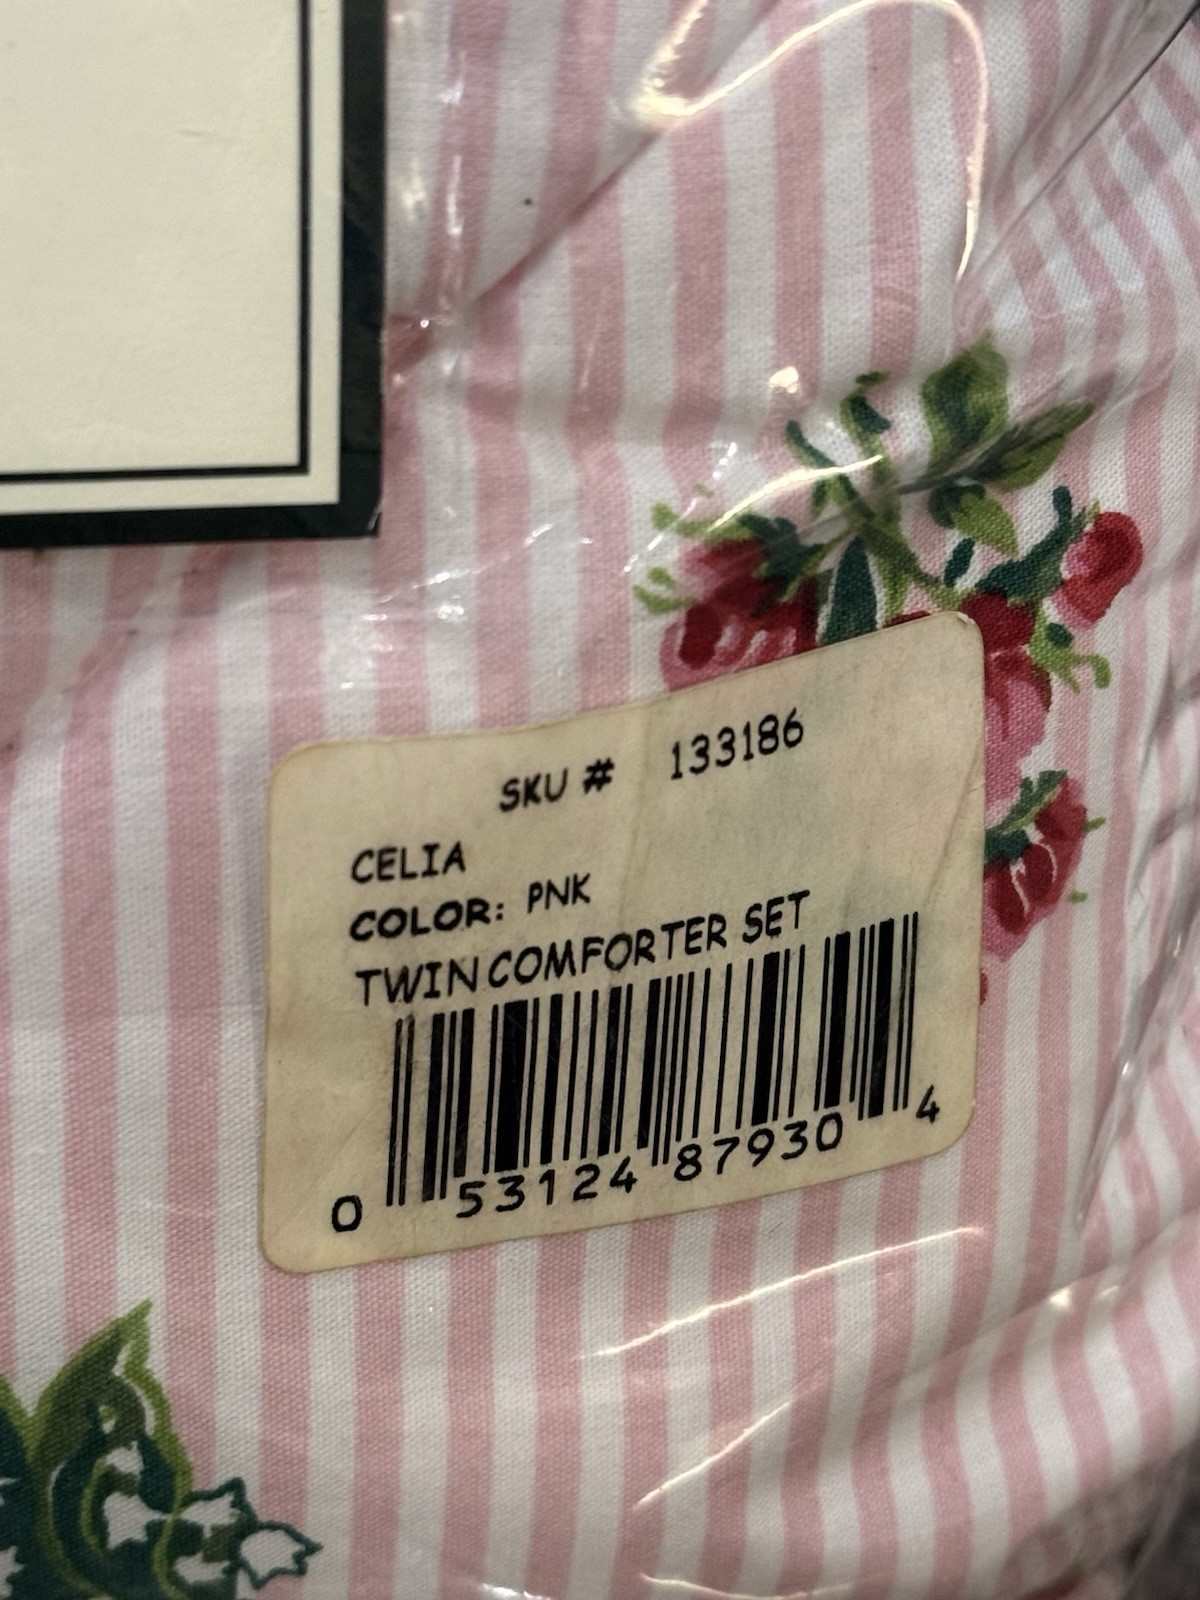 SKU # 133186
CELIA
COLOR: PNK
TWIN COMFORTER SET
0 53124 87930 4